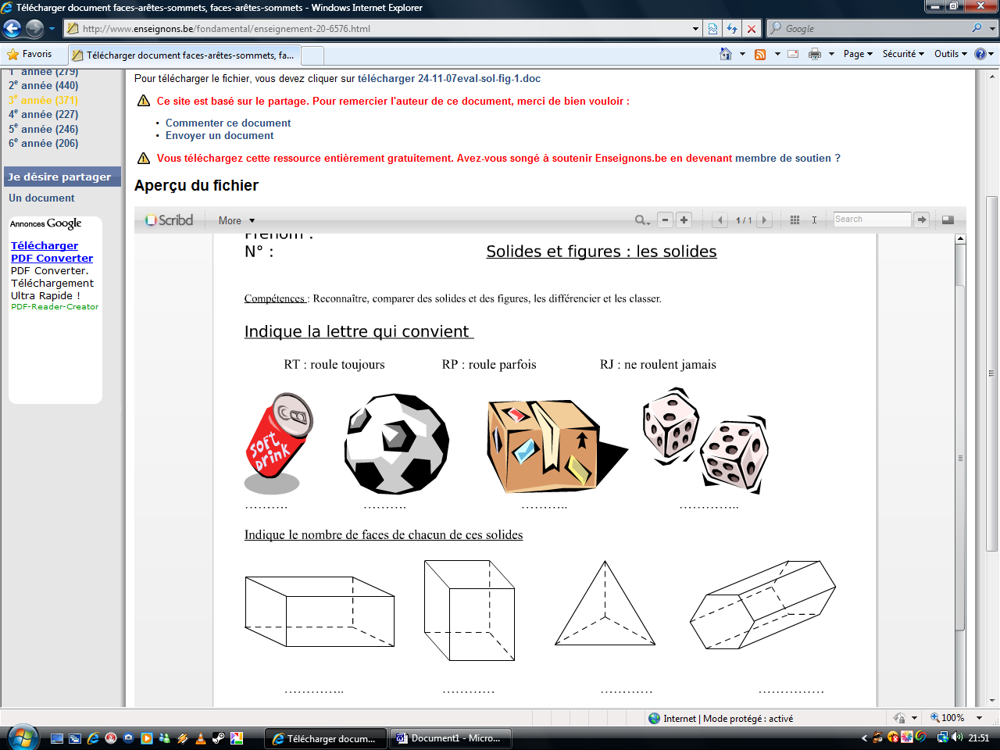 Télécharger document faces-arêtes-sommets, faces-arêtes-sommets - Windows Internet Explorer
http://www.enseignons.be/fondamental/enseignement-20-6576.html
Google
Favoris
Télécharger document faces-arêtes-sommets, fa...
Page
Sécurité
Outils
1e année (279)
2e année (440)
3e année (371)
4e année (227)
5e année (246)
6e année (206)
Je désire partager
Un document
Annonces Google
Télécharger
PDF Converter
PDF Converter.
Téléchargement
Ultra Rapide !
PDF-Reader-Creator
Pour télécharger le fichier, vous devez cliquer sur télécharger 24-11-07eval-sol-fig-1.doc
Ce site est basé sur le partage. Pour remercier l'auteur de ce document, merci de bien vouloir :
• Commenter ce document
• Envoyer un document
Vous téléchargez cette ressource entièrement gratuitement. Avez-vous songé à soutenir Enseignons.be en devenant membre de soutien ?
Aperçu du fichier
Scribd
More
1 / 1
Search
Prénom :
N° :
Solides et figures : les solides
Compétences : Reconnaître, comparer des solides et des figures, les différencier et les classer.
Indique la lettre qui convient
RT : roule toujours RP : roule parfois RJ : ne roulent jamais
SOFT
DRINK
………. ………. ……….. …………..
Indique le nombre de faces de chacun de ces solides
………….. ………… ………… ……………
Internet | Mode protégé : activé
100%
Télécharger docum...
Document1 - Micro...
21:51